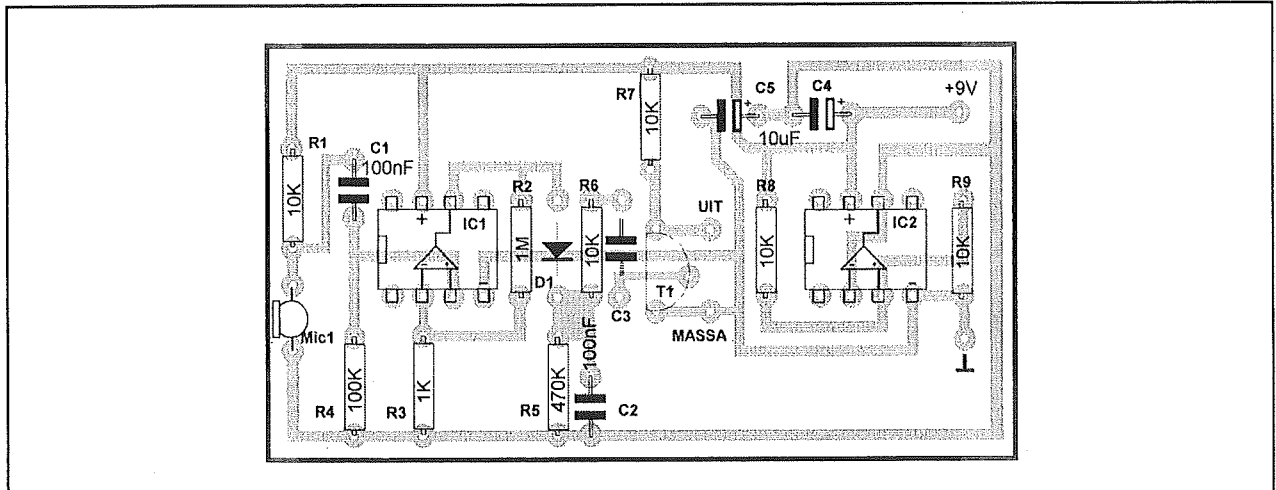 R7
10K
C5
+
10uF
C4
+
+9V
R1
10K
C1
100nF
+
IC1
-
R2
1M
D1
R6
10K
C3
100nF
UIT
T1
MASSA
R8
10K
+
IC2
-
R9
10K
Mic1
R4
100K
R3
1K
R5
470K
C2